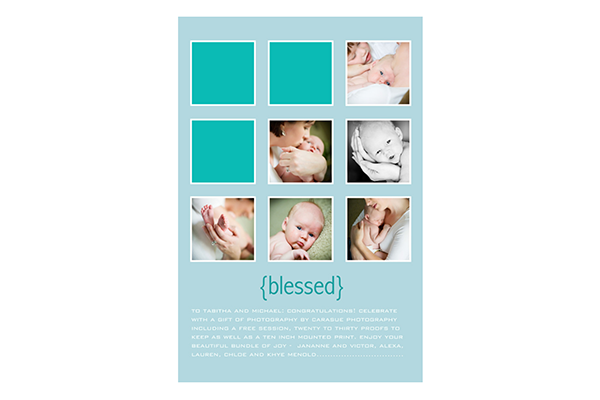 {blessed}
TO TABITHA AND MICHAEL: CONGRATULATIONS! CELEBRATE
WITH A GIFT OF PHOTOGRAPHY BY DARASUE PHOTOGRAPHY
INCLUDING A FREE SESSION, TWENTY TO THIRTY PROOFS TO
KEEP AS WELL AS A TEN INCH MOUNTED PRINT. ENJOY YOUR
BEAUTIFUL BUNDLE OF JOY : JANANNE AND VICTOR, ALEXA,
LAUREN, CHLOE AND KHYE MENOLD...........................